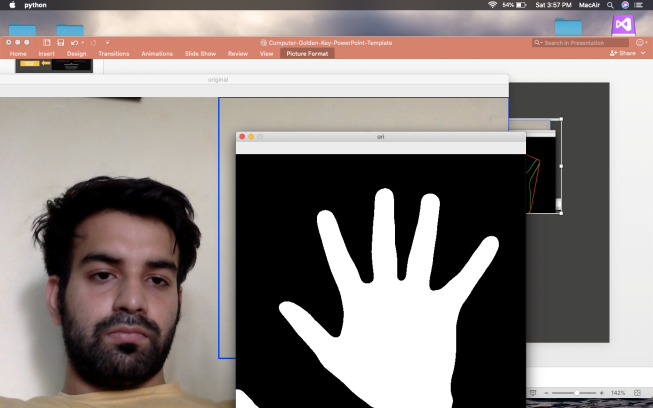 python
54%
Sat 3:57 PM
MacAir
Computer-Golden-Key-PowerPoint-Template
Search in Presentation
Home Insert Design Transitions Animations Slide Show Review View Picture Format
Share
original
ori
142%